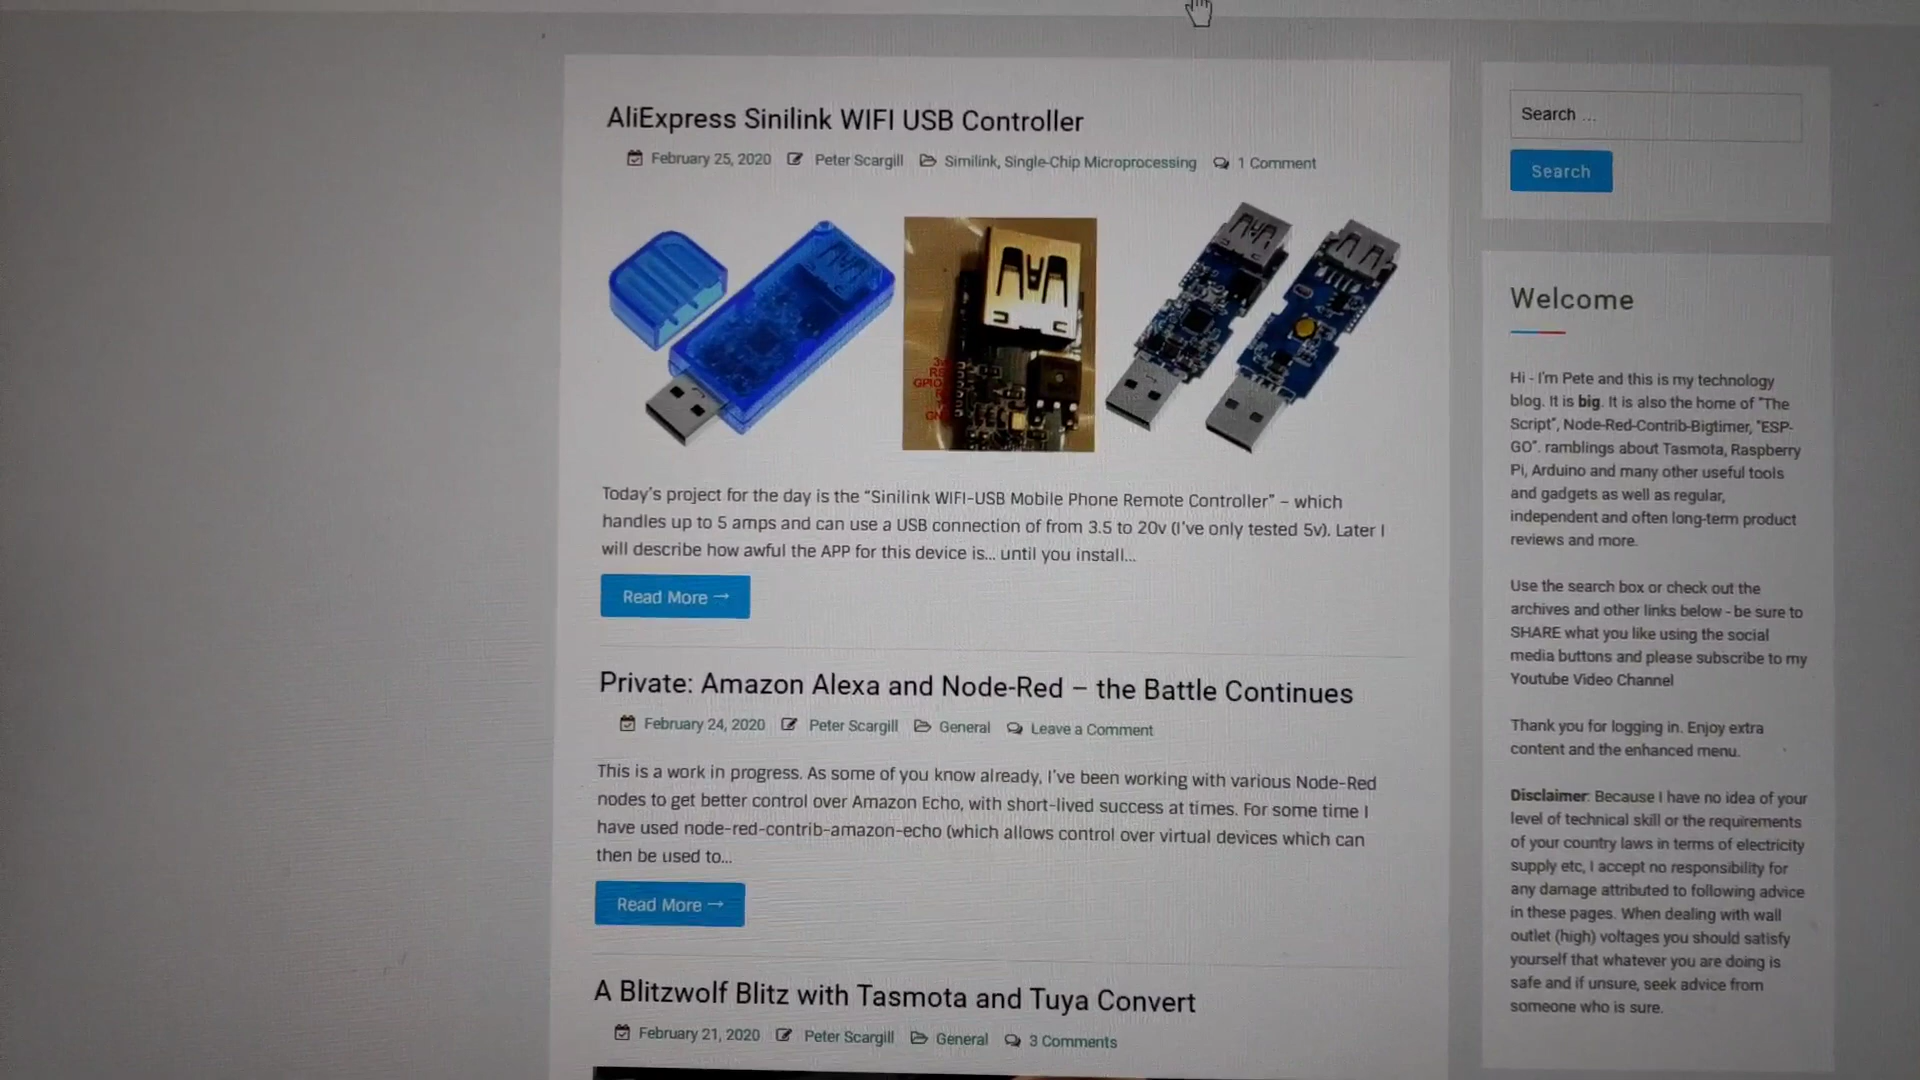 AliExpress Sinilink WIFI USB Controller
February 25, 2020 Peter Scargill Similink, Single-Chip Microprocessing 1 Comment
GPIO
Today's project for the day is the "Sinilink WIFI-USB Mobile Phone Remote Controller" – which
handles up to 5 amps and can use a USB connection of from 3.5 to 20v (I've only tested 5v). Later I
will describe how awful the APP for this device is... until you install...
Read More →
Private: Amazon Alexa and Node-Red – the Battle Continues
February 24, 2020 Peter Scargill General Leave a Comment
This is a work in progress. As some of you know already, I've been working with various Node-Red
nodes to get better control over Amazon Echo, with short-lived success at times. For some time I
have used node-red-contrib-amazon-echo (which allows control over virtual devices which can
then be used to...
Read More →
A Blitzwolf Blitz with Tasmota and Tuya Convert
February 21, 2020 Peter Scargill General 3 Comments
Search ...
Search
Welcome
Hi - I'm Pete and this is my technology
blog. It is big. It is also the home of "The
Script", Node-Red-Contrib-Bigtimer, "ESP-
GO". ramblings about Tasmota, Raspberry
Pi, Arduino and many other useful tools
and gadgets as well as regular,
independent and often long-term product
reviews and more.
Use the search box or check out the
archives and other links below - be sure to
SHARE what you like using the social
media buttons and please subscribe to my
Youtube Video Channel
Thank you for logging in. Enjoy extra
content and the enhanced menu.
Disclaimer: Because I have no idea of your
level of technical skill or the requirements
of your country laws in terms of electricity
supply etc, I accept no responsibility for
any damage attributed to following advice
in these pages. When dealing with wall
outlet (high) voltages you should satisfy
yourself that whatever you are doing is
safe and if unsure, seek advice from
someone who is sure.